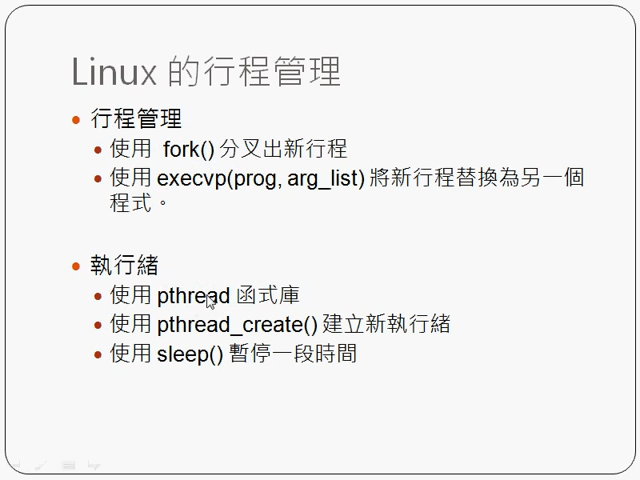 Linux 的行程管理
行程管理
使用 fork() 分叉出新行程
使用 execvp(prog, arg_list) 將新行程替換為另一個
程式。
執行緒
使用 pthread 函式庫
使用 pthread_create() 建立新執行緒
使用 sleep() 暫停一段時間